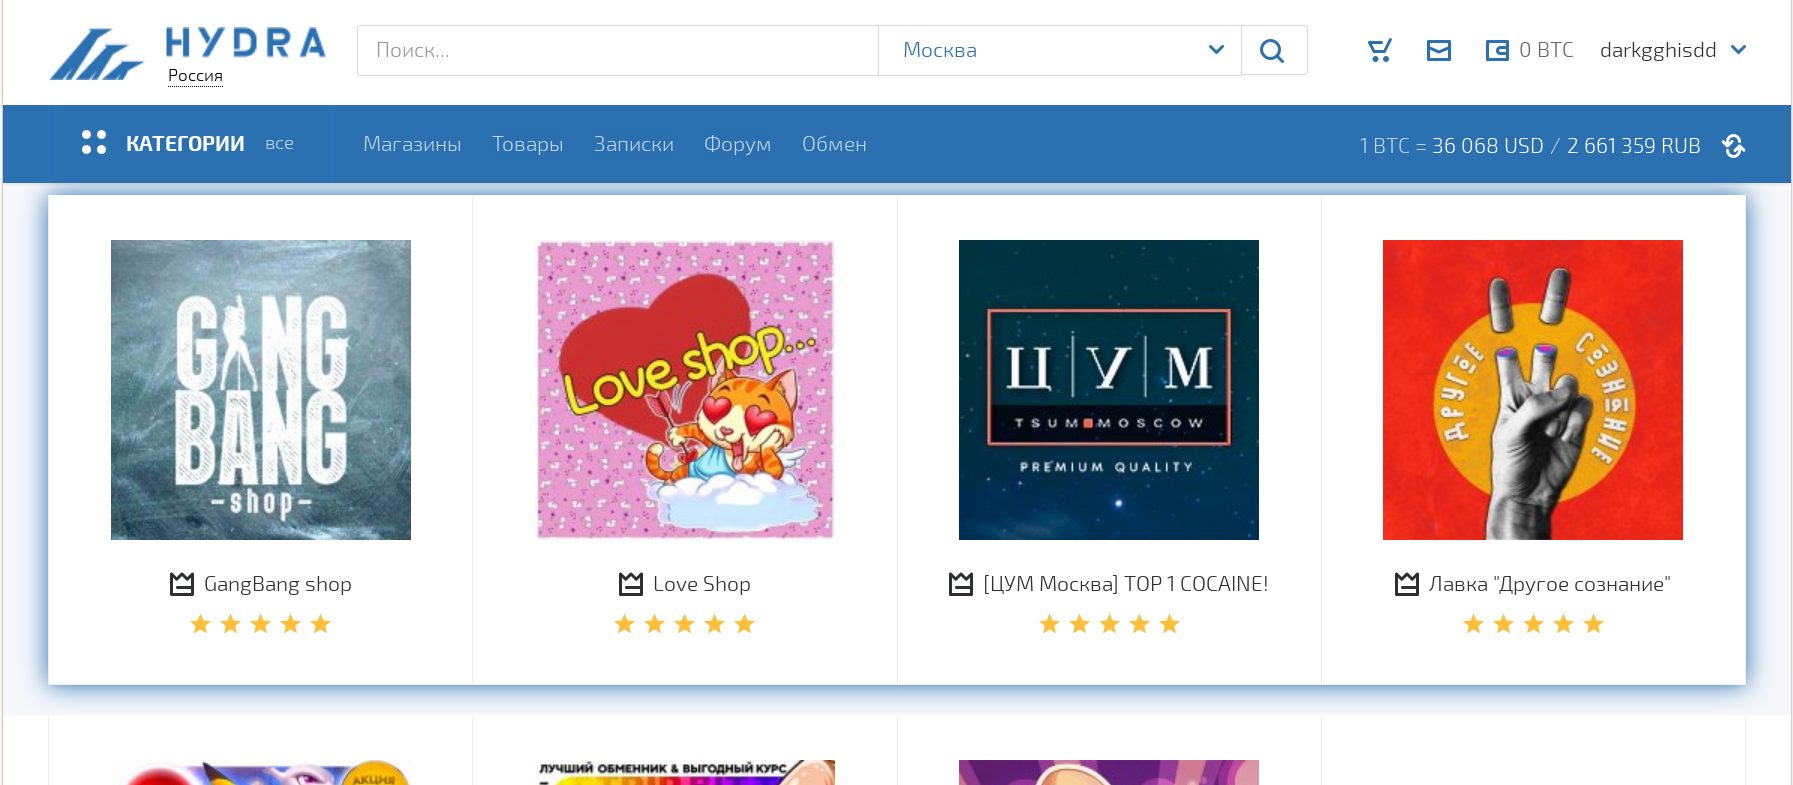 HYDRA
Россия
Поиск...
Москва
0 BTC
darkgghisdd
КАТЕГОРИИ все
Магазины Товары Записки Форум Обмен
1 BTC = 36 068 USD / 2 661 359 RUB
GANG
BANG
-shop-
Love shop...
Ц|У|М
TSUM MOSCOW
PREMIUM QUALITY
ДРУГОЕ
СОЗНАНИЕ
GangBang shop
Love Shop
[ЦУМ Москва] TOP 1 COCAINE!
Лавка "Другое сознание"
АКЦИЯ
ЛУЧШИЙ ОБМЕННИК & ВЫГОДНЫЙ КУРС